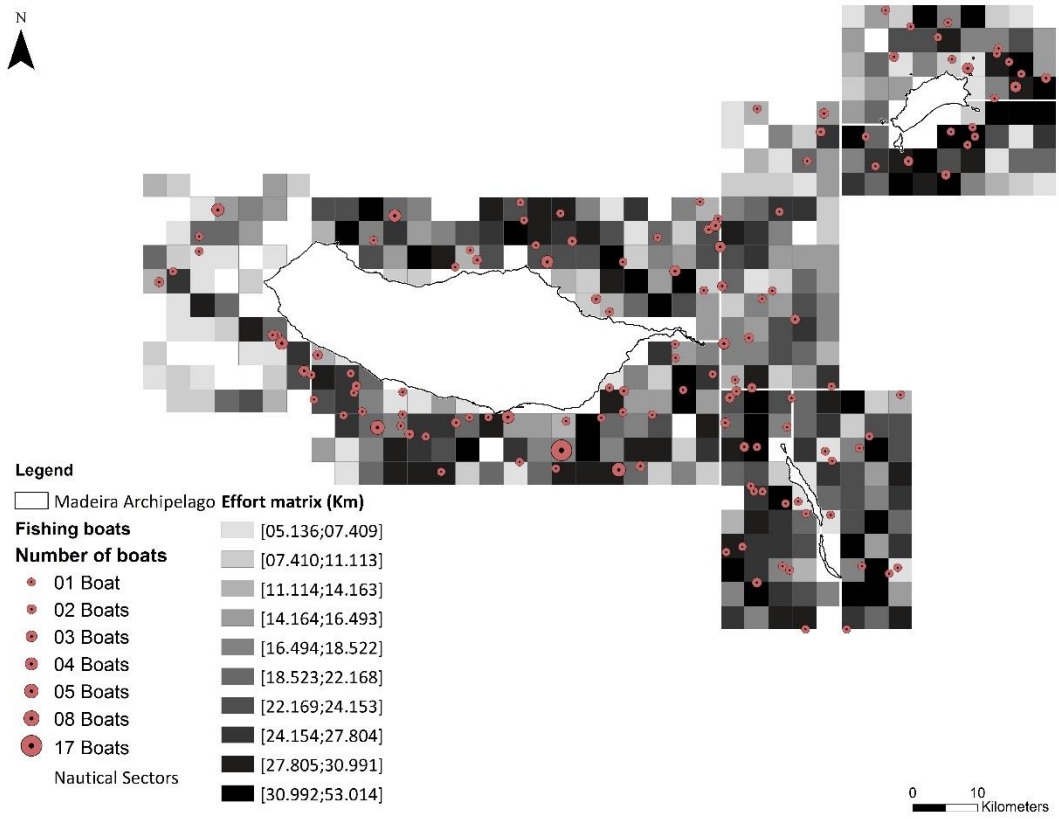 N
Legend
Madeira Archipelago
Fishing boats
Number of boats
01 Boat
02 Boats
03 Boats
04 Boats
05 Boats
08 Boats
17 Boats
Nautical Sectors
Effort matrix (Km)
[05.136;07.409]
[07.410;11.113]
[11.114;14.163]
[14.164;16.493]
[16.494;18.522]
[18.523;22.168]
[22.169;24.153]
[24.154;27.804]
[27.805;30.991]
[30.992;53.014]
0 10
Kilometers